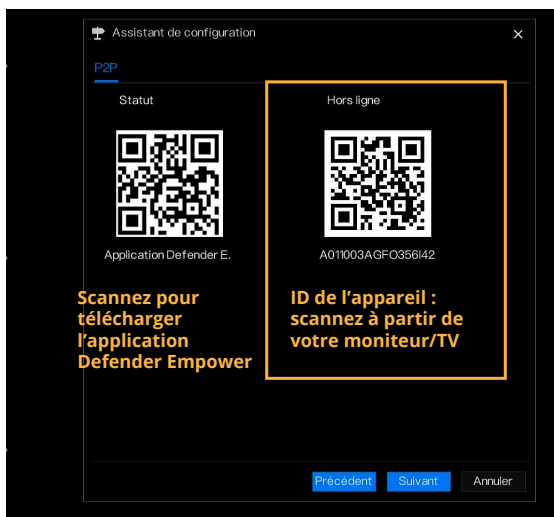 Assistant de configuration
P2P
Statut
Hors ligne
Application Defender E.
A011003AGFO356I42
Scannez pour
télécharger
l’application
Defender Empower
ID de l’appareil :
scannez à partir de
votre moniteur/TV
Précédent
Suivant
Annuler